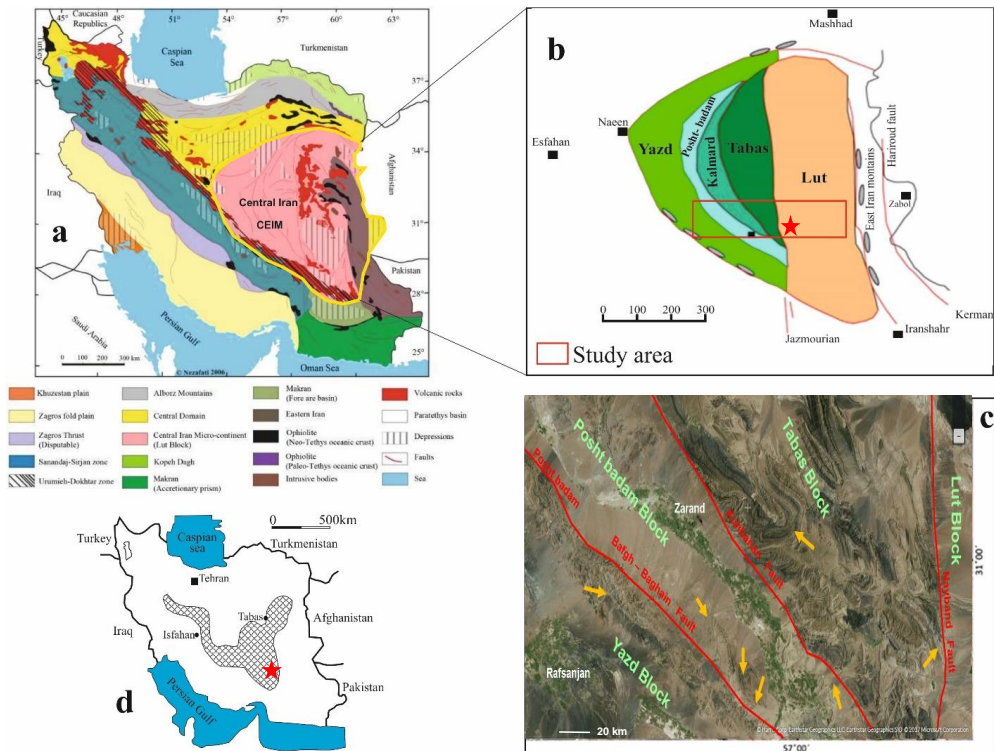 45° 48° 51° 54° 57° 60° 63°
Caucasian
Republics
Turkey
Caspian
Sea
Turkmenistan
37°
34°
Afghanistan
Iraq
Central Iran
CEIM
31°
a
Pakistan
28°
Saudi Arabia
Persian Gulf
0 100 200
300 km
25°
© Nezafati 2006
Oman Sea
Khuzestan plain
Zagros fold plain
Zagros Thrust
(Disputable)
Sanandaj-Sirjan zone
Urumieh-Dokhtar zone
Alborz Mountains
Central Domain
Central Iran Micro-continent
(Lut Block)
Kopeh Dagh
Makran
(Accretionary prism)
Makran
(Fore arc basin)
Eastern Iran
Ophiolite
(Neo-Tethys oceanic crust)
Ophiolite
(Paleo-Tethys oceanic crust)
Intrusive bodies
Volcanic rocks
Paratethys basin
Depressions
Faults
Sea
b
Mashhad
Naeen
Esfahan
Yazd
Posht- badam
Kalmard
Tabas
Lut
East Iran montains
Hariroud fault
Zabol
0 100 200 300
Kerman
Iranshahr
Jazmourian
Study area
c
-
Posht badam
Posht badam Block
Zarand
Tabas Block
Lut Block
31°00'
Fault
Bafgh - Baghain Fault
Nayband Fault
Yazd Block
Rafsanjan
20 km
57°00'
0 500km
Turkey
Caspian
sea
Turkmenistan
Tehran
Tabas
Isfahan
Afghanistan
Iraq
Pakistan
d
Persian Gulf